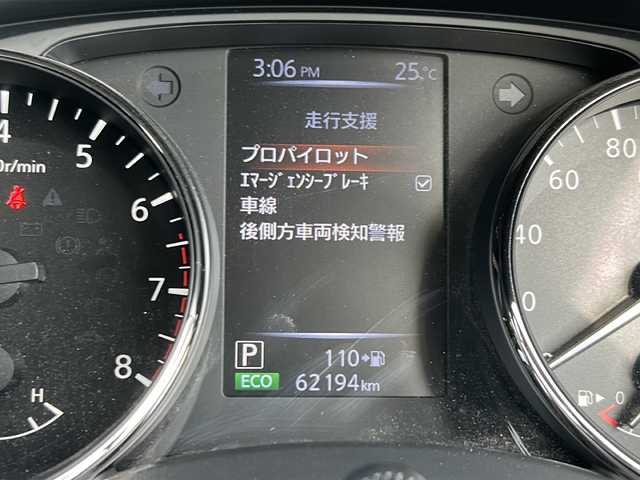 3:06 PM 25.℃
走行支援
プロパイロット
ｴﾏｰｼﾞｪﾝｼｰﾌﾞﾚｰｷ
車線
後側方車両検知警報
P 110
ECO 62194km
4
5
6
7
8
0r/min
H
80
60
40
0
0